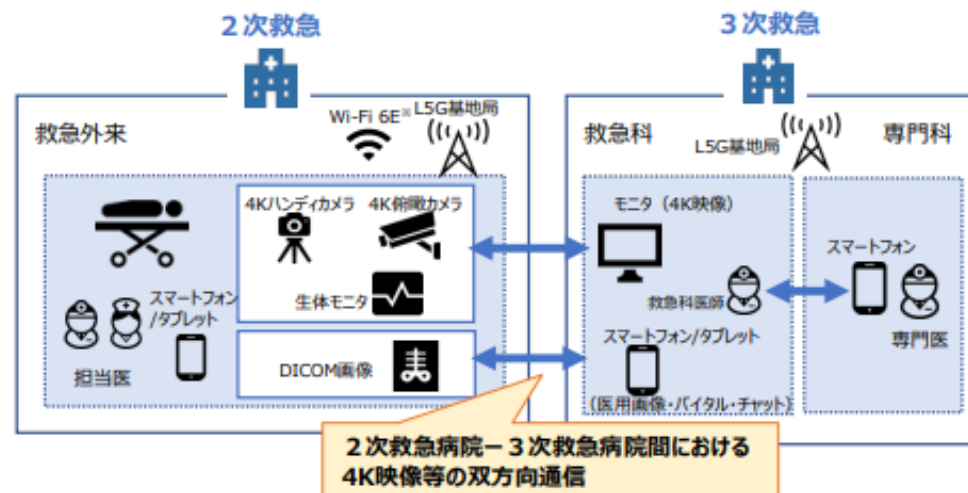 2次救急
3次救急
救急外来
Wi-Fi 6E※
L5G基地局
4Kハンディカメラ
4K俯瞰カメラ
生体モニタ
スマートフォン
/タブレット
担当医
DICOM画像
救急科
L5G基地局
専門科
モニタ（4K映像）
スマートフォン
救急科医師
専門医
スマートフォン/タブレット
（医用画像・バイタル・チャット）
2次救急病院ー3次救急病院間における
4K映像等の双方向通信